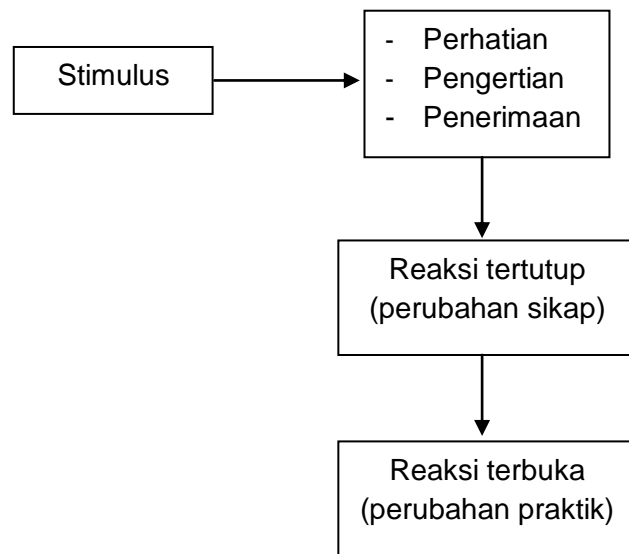 Stimulus
- Perhatian
- Pengertian
- Penerimaan
Reaksi tertutup
(perubahan sikap)
Reaksi terbuka
(perubahan praktik)